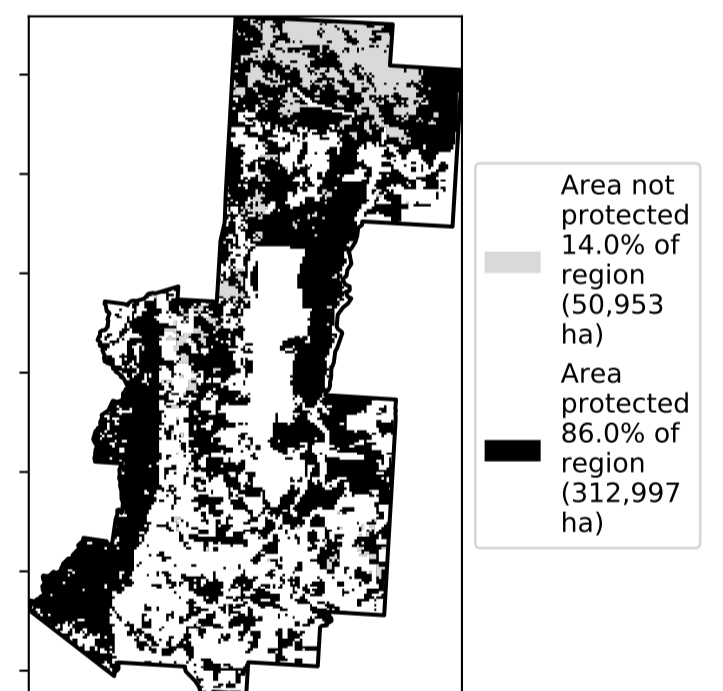 Area not
protected
14.0% of
region
(50,953
ha)
Area
protected
86.0% of
region
(312,997
ha)